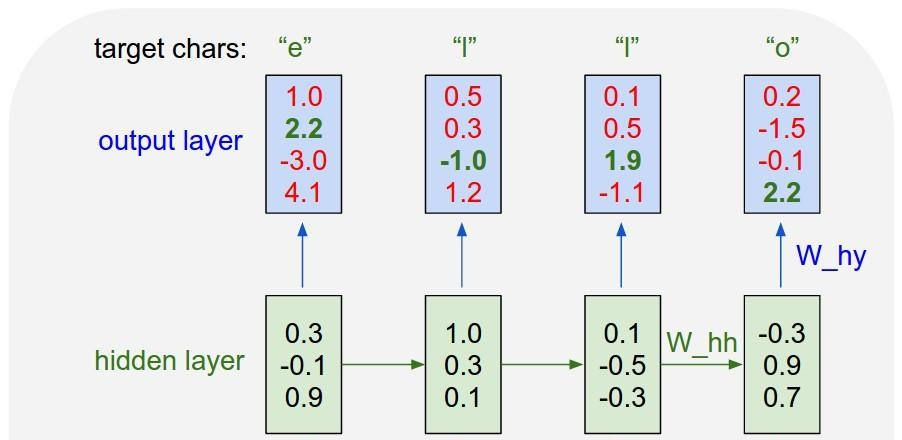 target chars: “e” “l” “l” “o”
1.0 0.5 0.1 0.2
2.2 0.3 0.5 -1.5
output layer
-3.0 -1.0 1.9 -0.1
4.1 1.2 -1.1 2.2
W_hy
0.3 1.0 0.1 -0.3
W_hh
hidden layer -0.1 0.3 -0.5 0.9
0.9 0.1 -0.3 0.7